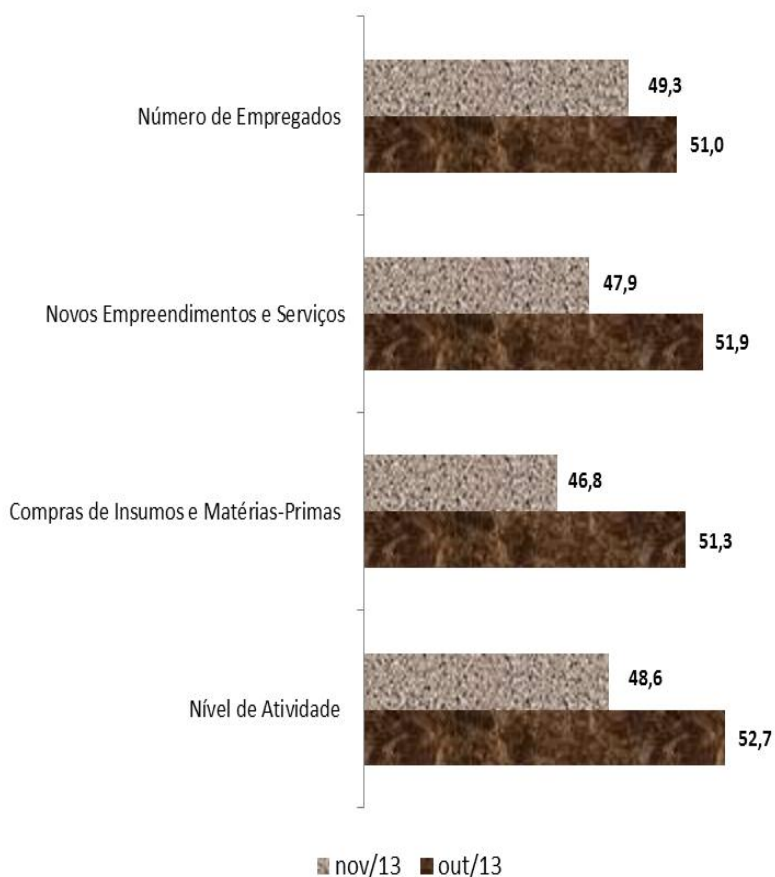 49,3
Número de Empregados
51,0
47,9
Novos Empreendimentos e Serviços
51,9
46,8
Compras de Insumos e Matérias-Primas
51,3
48,6
Nível de Atividade
52,7
nov/13 out/13